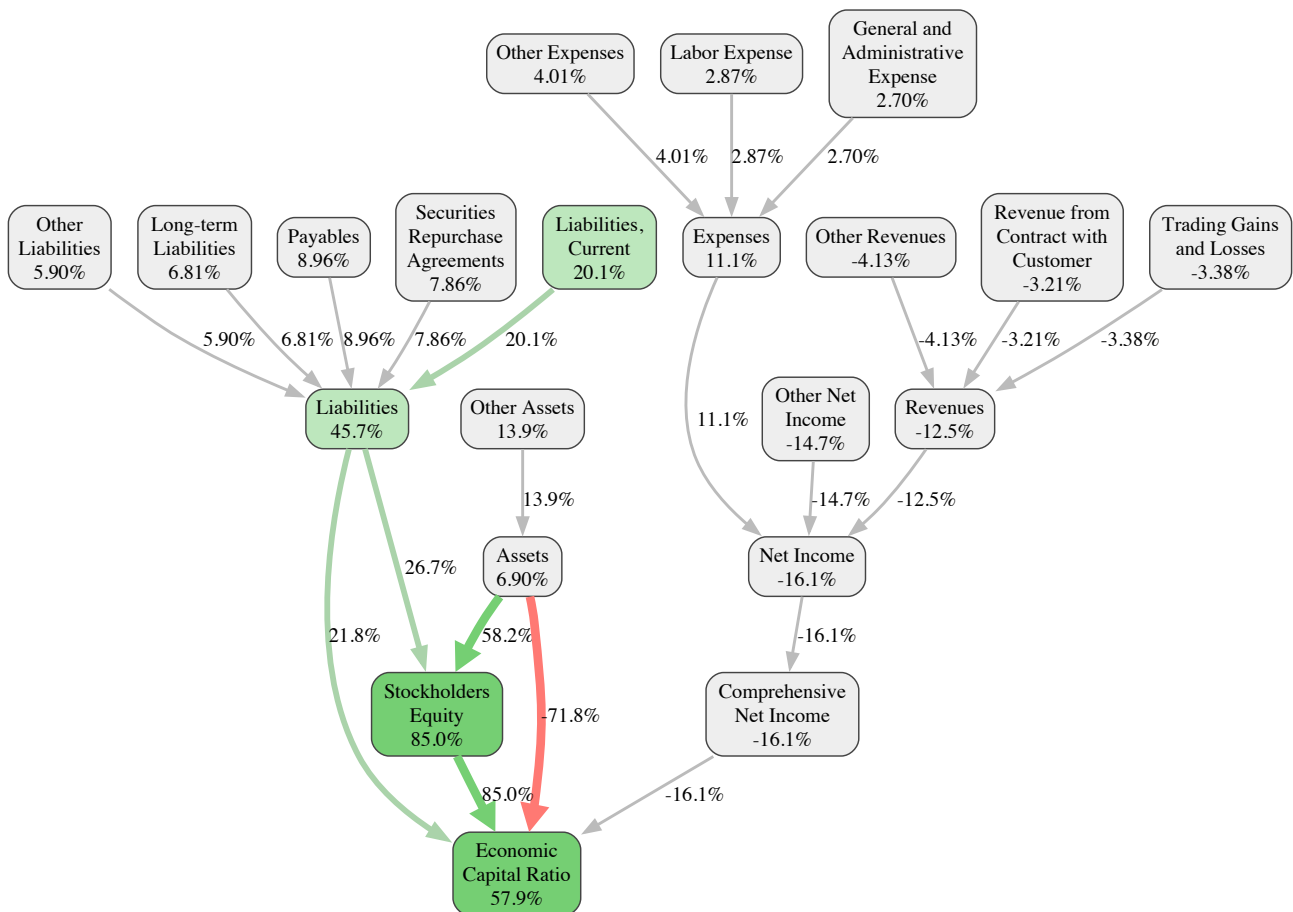 General and
Administrative
Expense
2.70%
Other Expenses
4.01%
Labor Expense
2.87%
4.01%
2.87%
2.70%
Other
Liabilities
5.90%
Long-term
Liabilities
6.81%
Payables
8.96%
Securities
Repurchase
Agreements
7.86%
Liabilities,
Current
20.1%
Expenses
11.1%
Other Revenues
-4.13%
Revenue from
Contract with
Customer
-3.21%
Trading Gains
and Losses
-3.38%
5.90%
6.81%
8.96%
7.86%
20.1%
-4.13%
-3.21%
-3.38%
Liabilities
45.7%
Other Assets
13.9%
11.1%
Other Net
Income
-14.7%
Revenues
-12.5%
13.9%
-14.7%
-12.5%
Assets
6.90%
Net Income
-16.1%
26.7%
21.8%
58.2%
-16.1%
Stockholders
Equity
85.0%
-71.8%
Comprehensive
Net Income
-16.1%
85.0%
-16.1%
Economic
Capital Ratio
57.9%